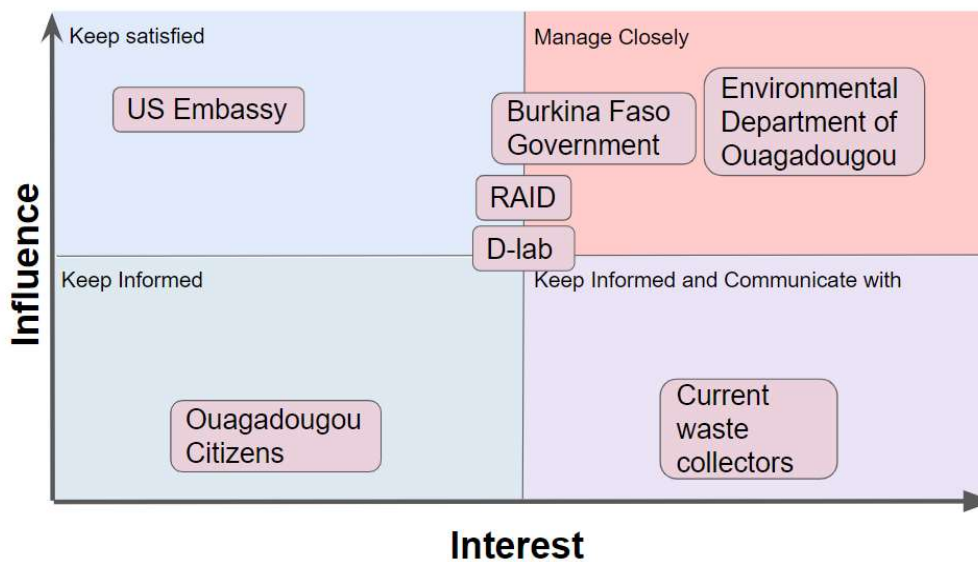 Keep satisfied
Manage Closely
US Embassy
Burkina Faso
Government
Environmental
Department of
Ouagadougou
RAID
D-lab
Influence
Keep Informed
Keep Informed and Communicate with
Ouagadougou
Citizens
Current
waste
collectors
Interest